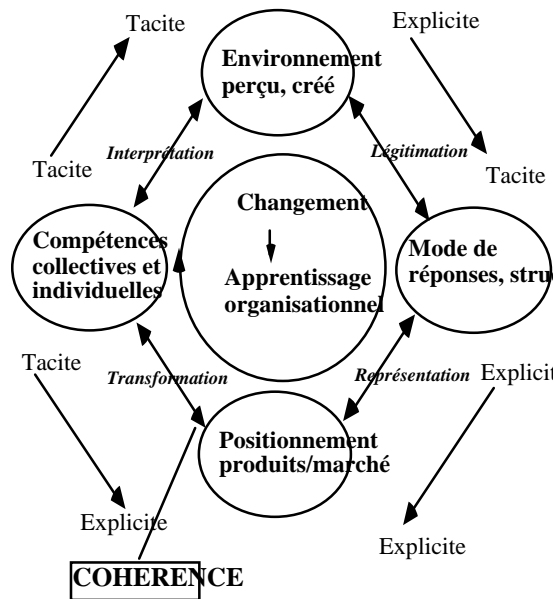 Tacite
Explicite
Environnement
perçu, créé
Interprétation
Légitimation
Tacite
Tacite
Changement
Compétences
collectives et
individuelles
Apprentissage
organisationnel
Mode de
réponses, stru
Tacite
Transformation
Représentation
Explicite
Positionnement
produits/marché
Explicite
Explicite
COHERENCE